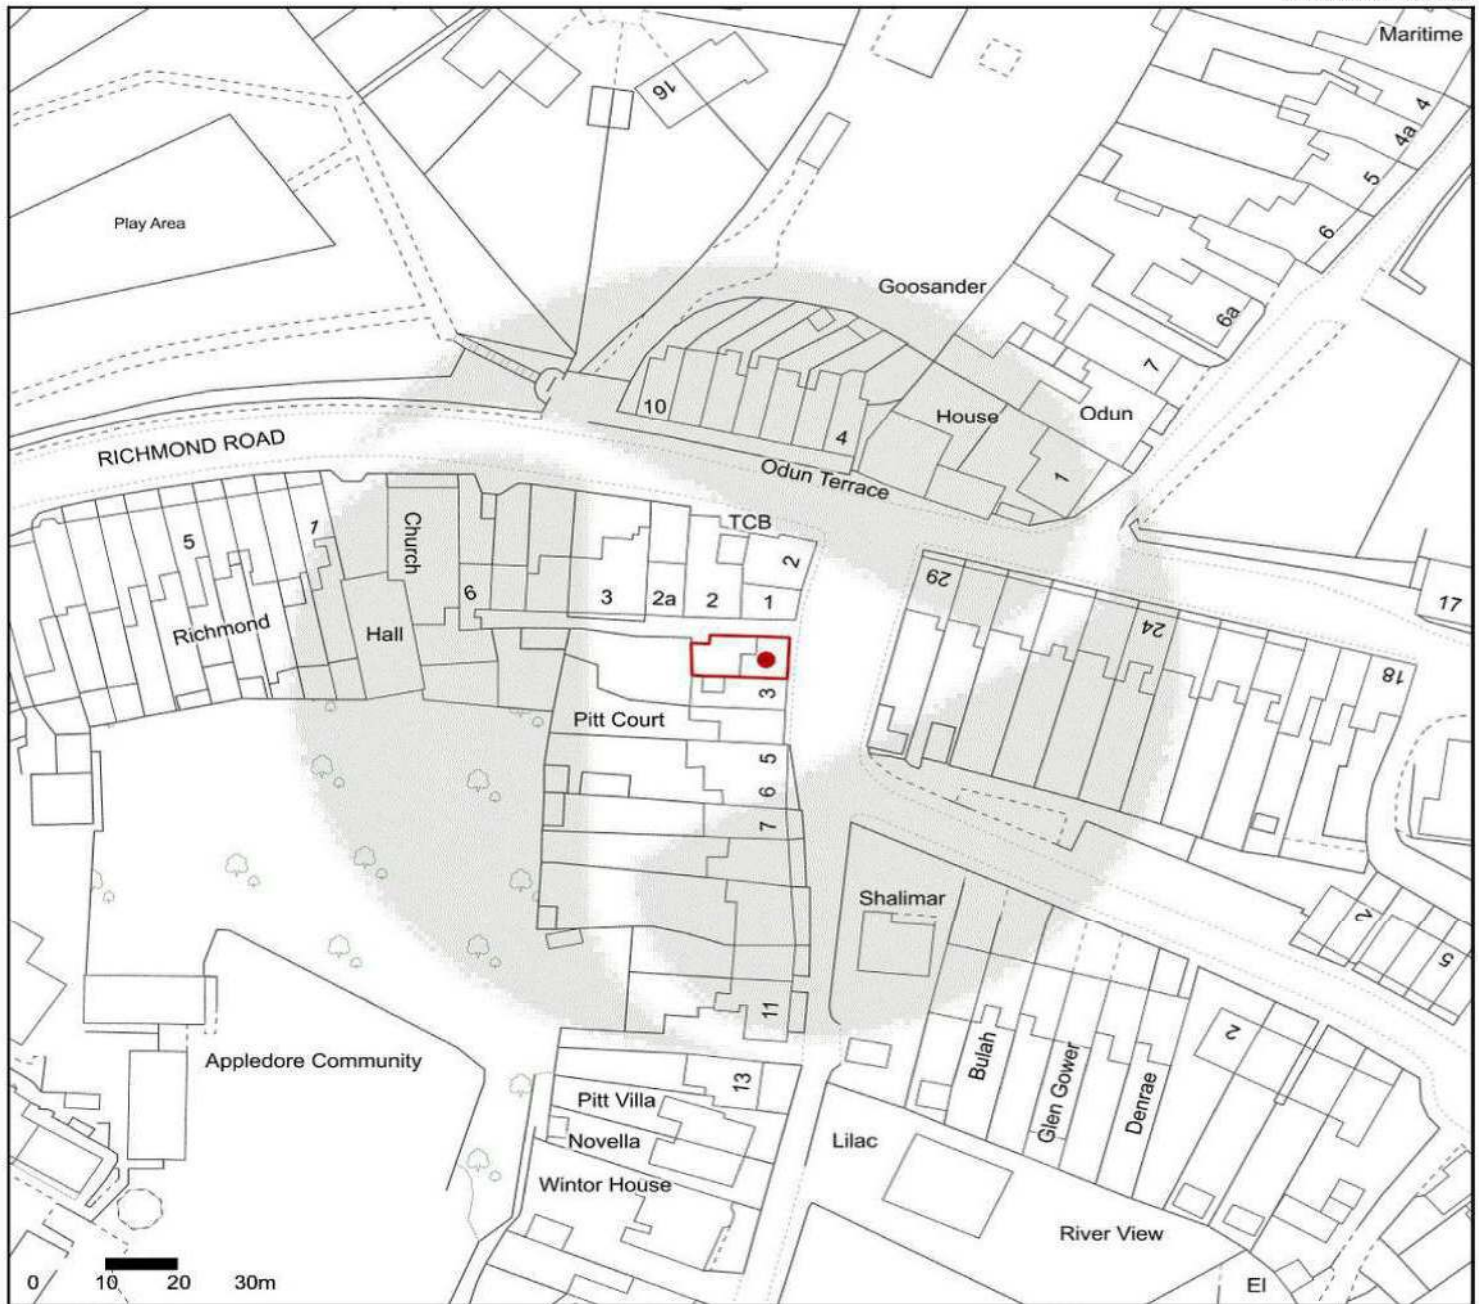 Maritime
16
4
4a
5
6
Play Area
Goosander
6a
7
10
House
Odun
4
RICHMOND ROAD
Odun Terrace
1
TCB
Church
1
5
2
29
6
3
2a
2
1
17
Richmond
Hall
24
18
3
Pitt Court
5
6
7
Shalimar
2
5
11
Bulah
2
Appledore Community
Glen Gower
13
Denrae
Pitt Villa
Novella
Lilac
Wintor House
River View
0 10 20 30m
El